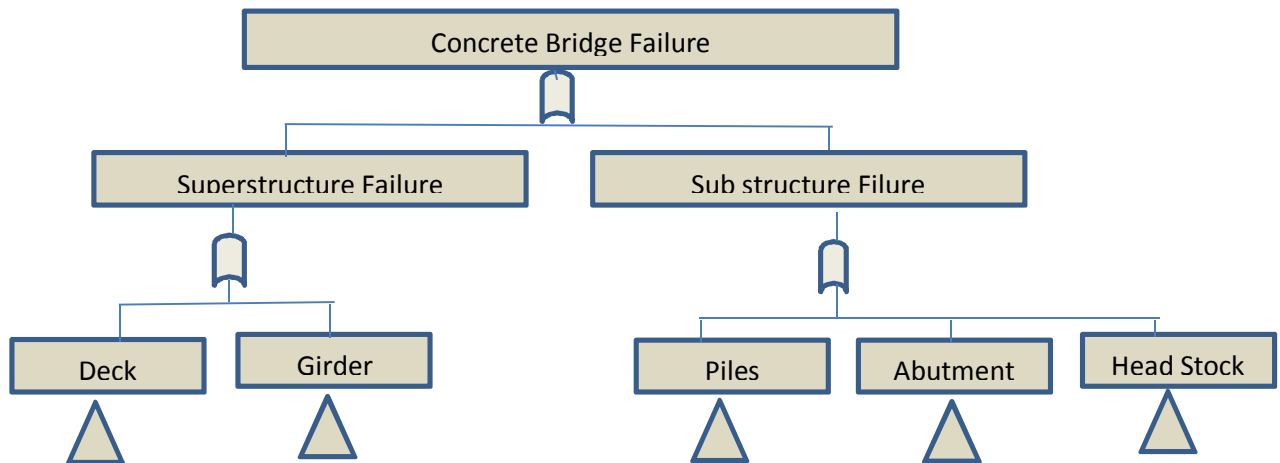 Concrete Bridge Failure
Superstructure Failure
Sub structure Filure
Deck
Girder
Piles
Abutment
Head Stock